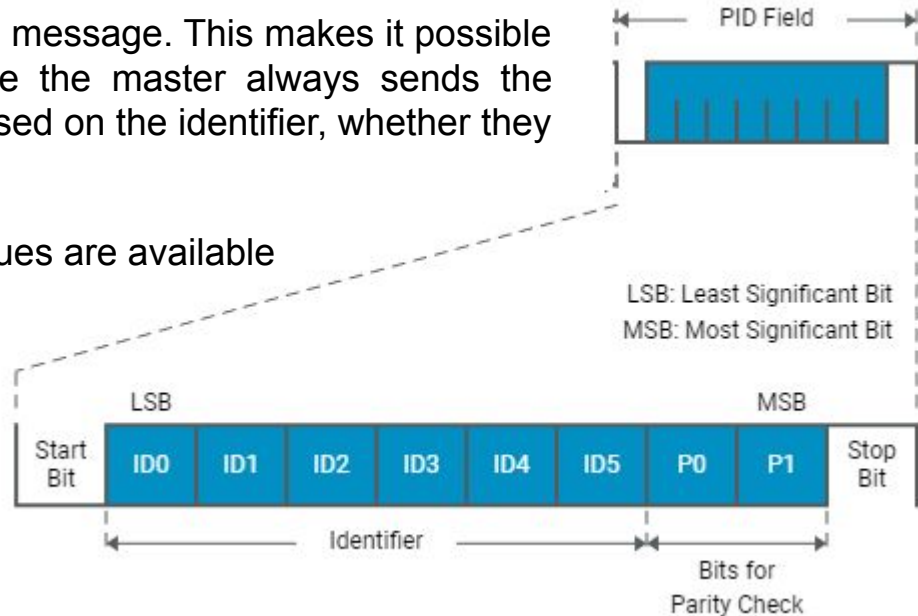 message. This makes it possible
e the master always sends the
sed on the identifier, whether they
ues are available
PID Field
LSB: Least Significant Bit
MSB: Most Significant Bit
LSB
MSB
Start
Bit
ID0
ID1
ID2
ID3
ID4
ID5
P0
P1
Stop
Bit
Identifier
Bits for
Parity Check